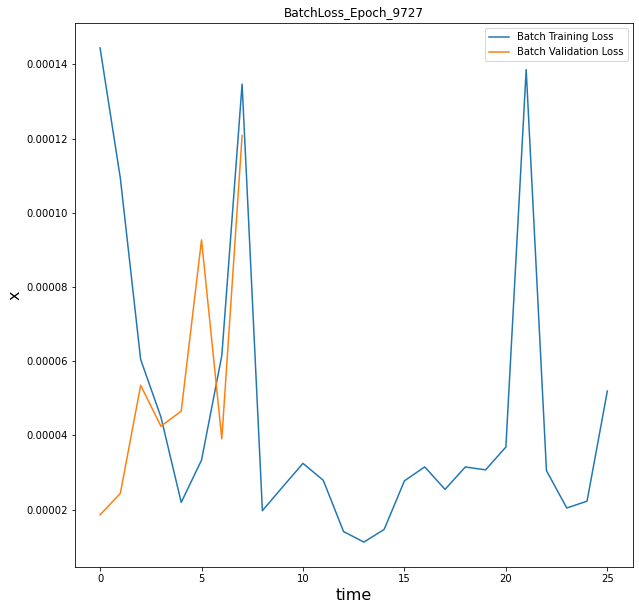 BatchLoss_Epoch_9727
Batch Training Loss
Batch Validation Loss
0.00014
0.00012
0.00010
0.00008
0.00006
0.00004
0.00002
x
0 5 10 15 20 25
time